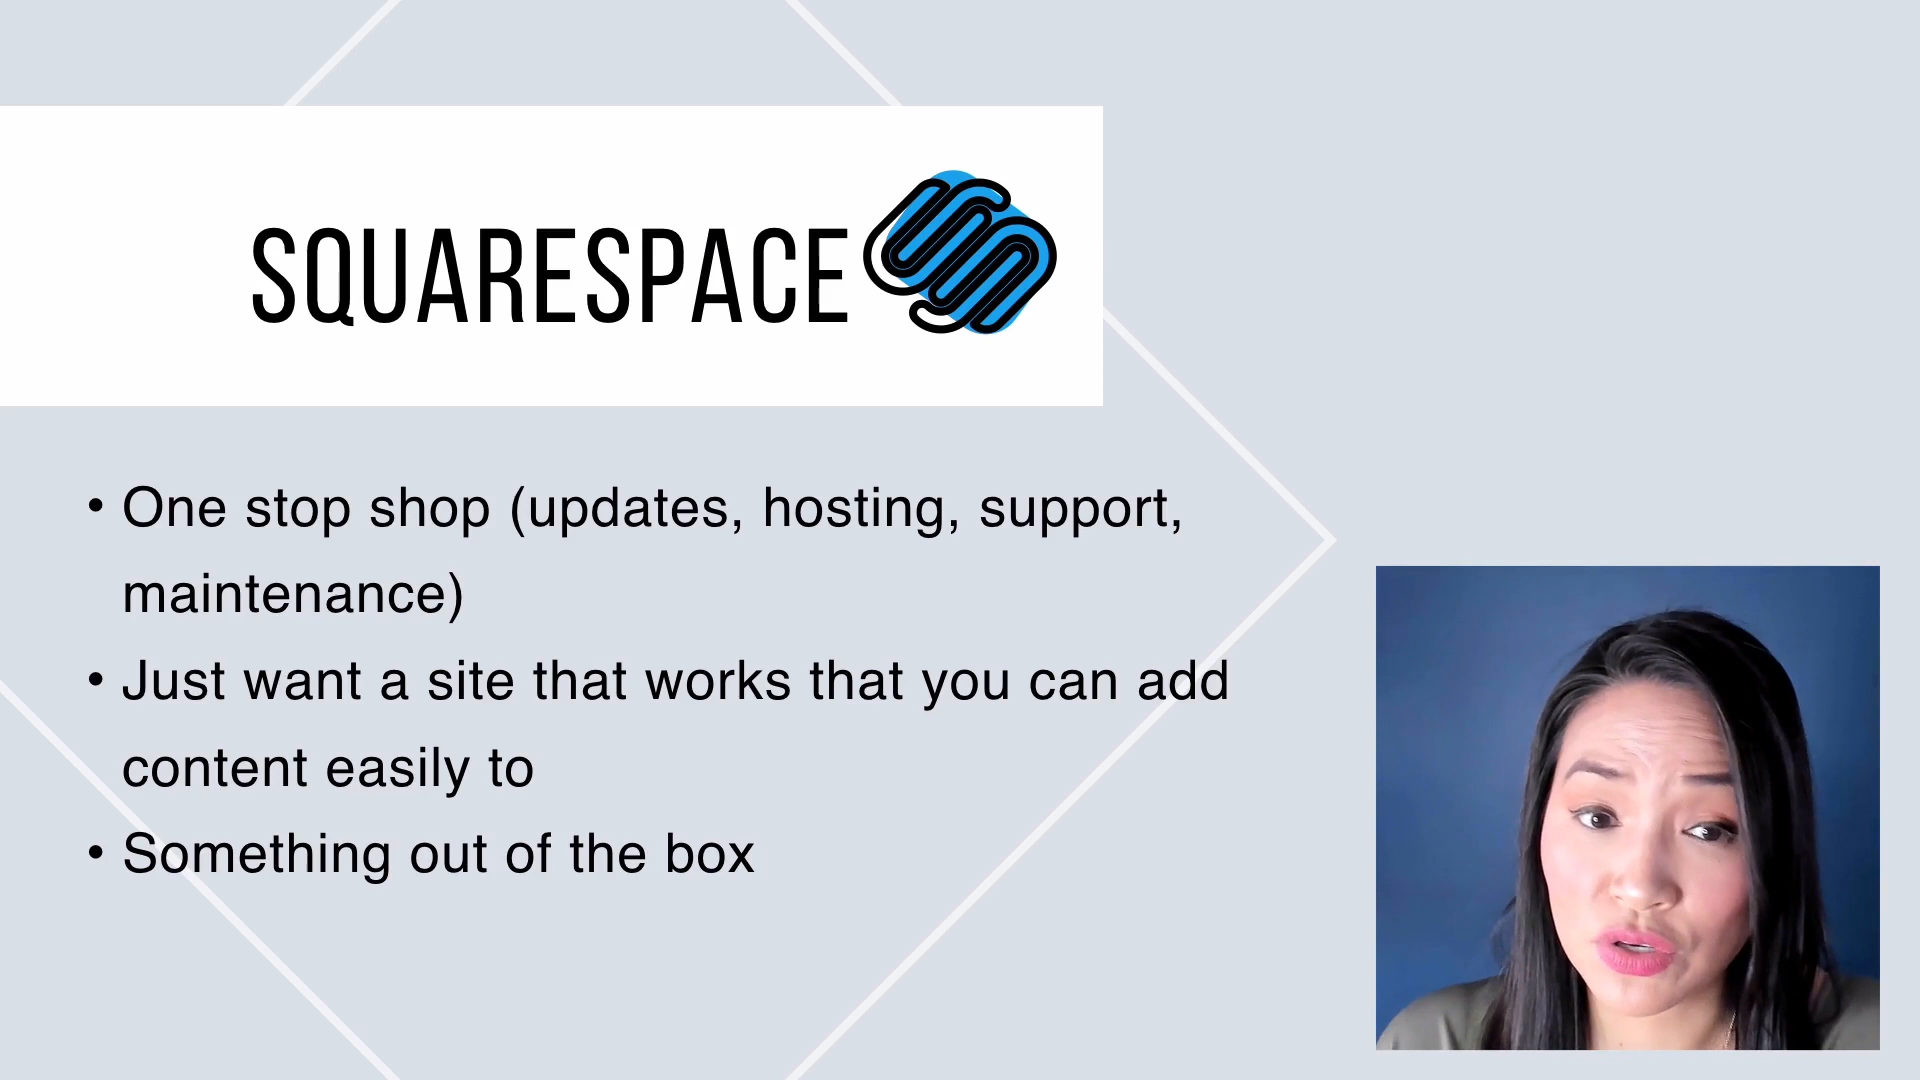 SQUARESPACE
• One stop shop (updates, hosting, support,
maintenance)
• Just want a site that works that you can add
content easily to
• Something out of the box